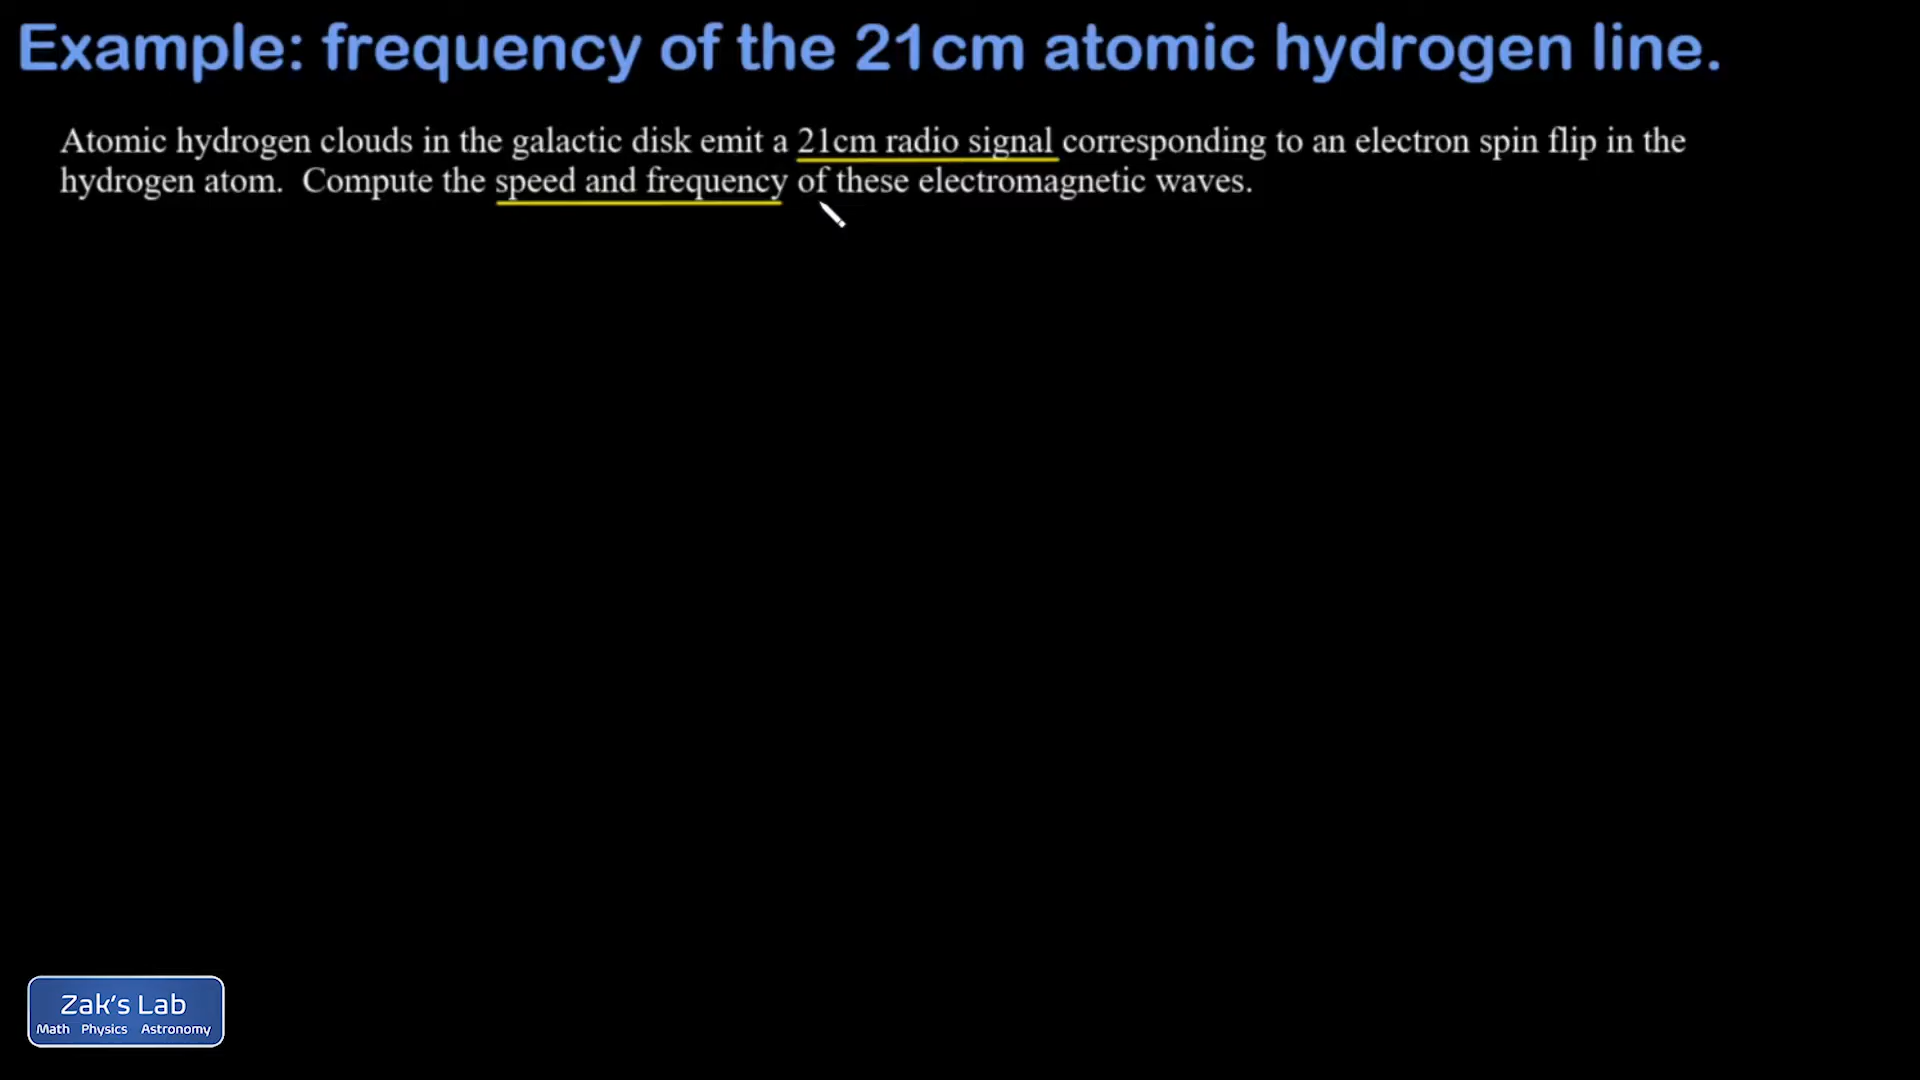 Example: frequency of the 21cm atomic hydrogen line.
Atomic hydrogen clouds in the galactic disk emit a 21cm radio signal corresponding to an electron spin flip in the
hydrogen atom.  Compute the speed and frequency of these electromagnetic waves.
Zak's Lab
Math Physics Astronomy